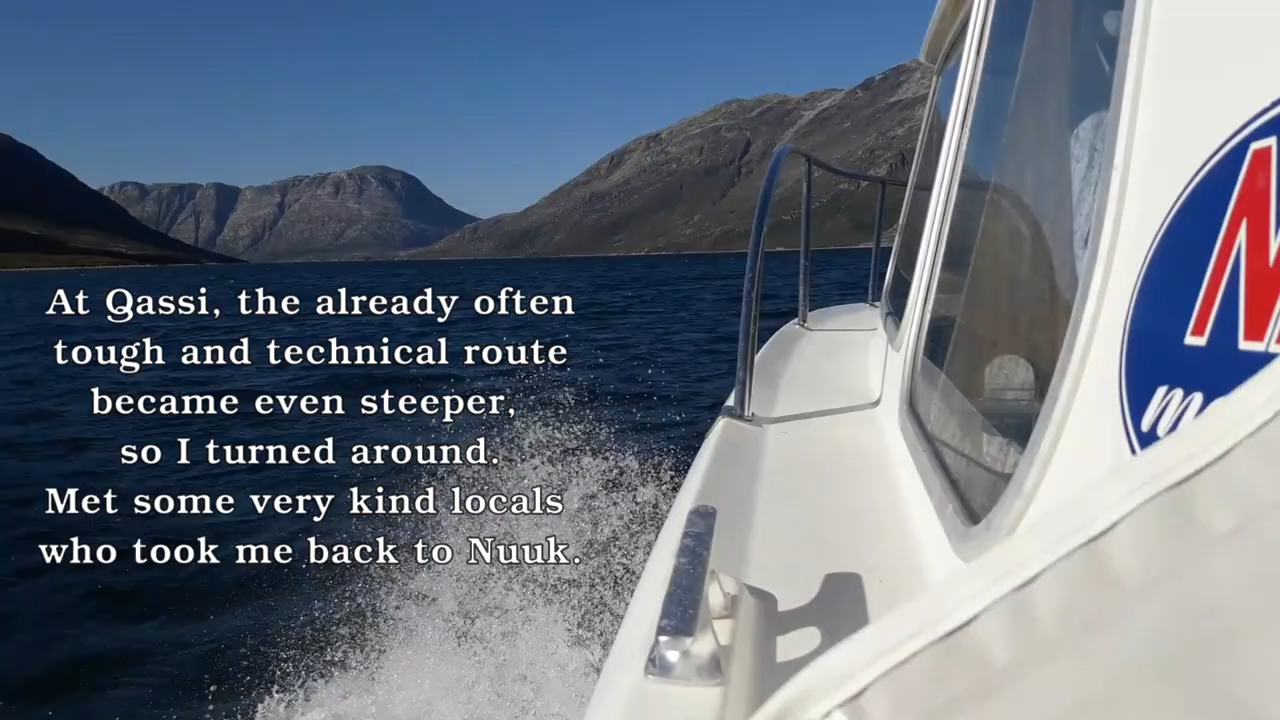 At Qassi, the already often
tough and technical route
became even steeper,
so I turned around.
Met some very kind locals
who took me back to Nuuk.